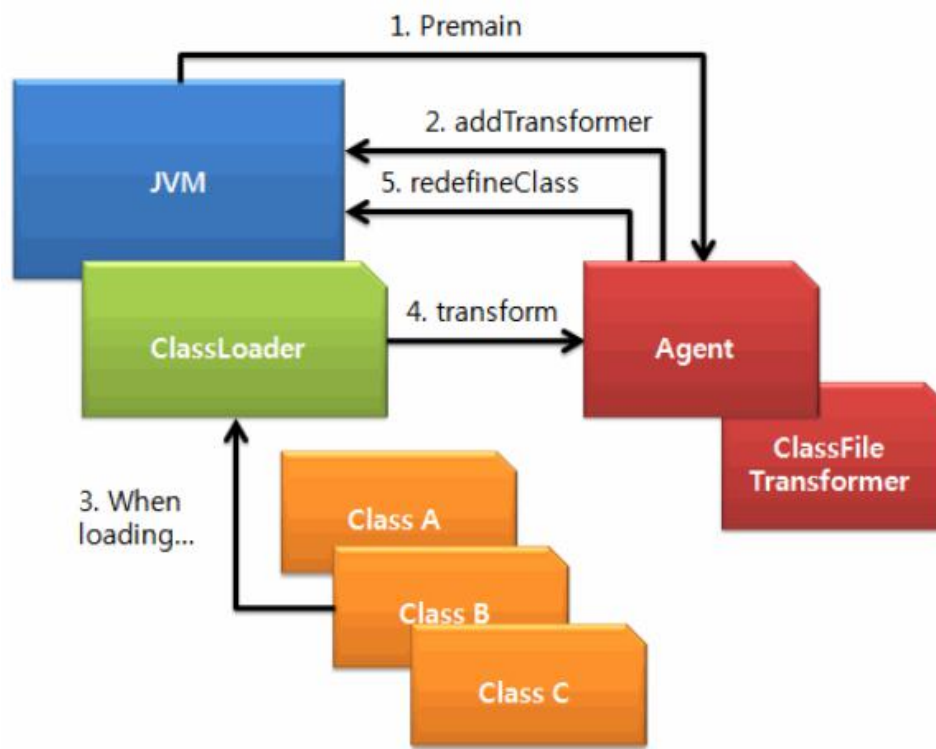 1. Premain
JVM
2. addTransformer
5. redefineClass
ClassLoader
4. transform
Agent
ClassFile
Transformer
3. When
loading...
Class A
Class B
Class C